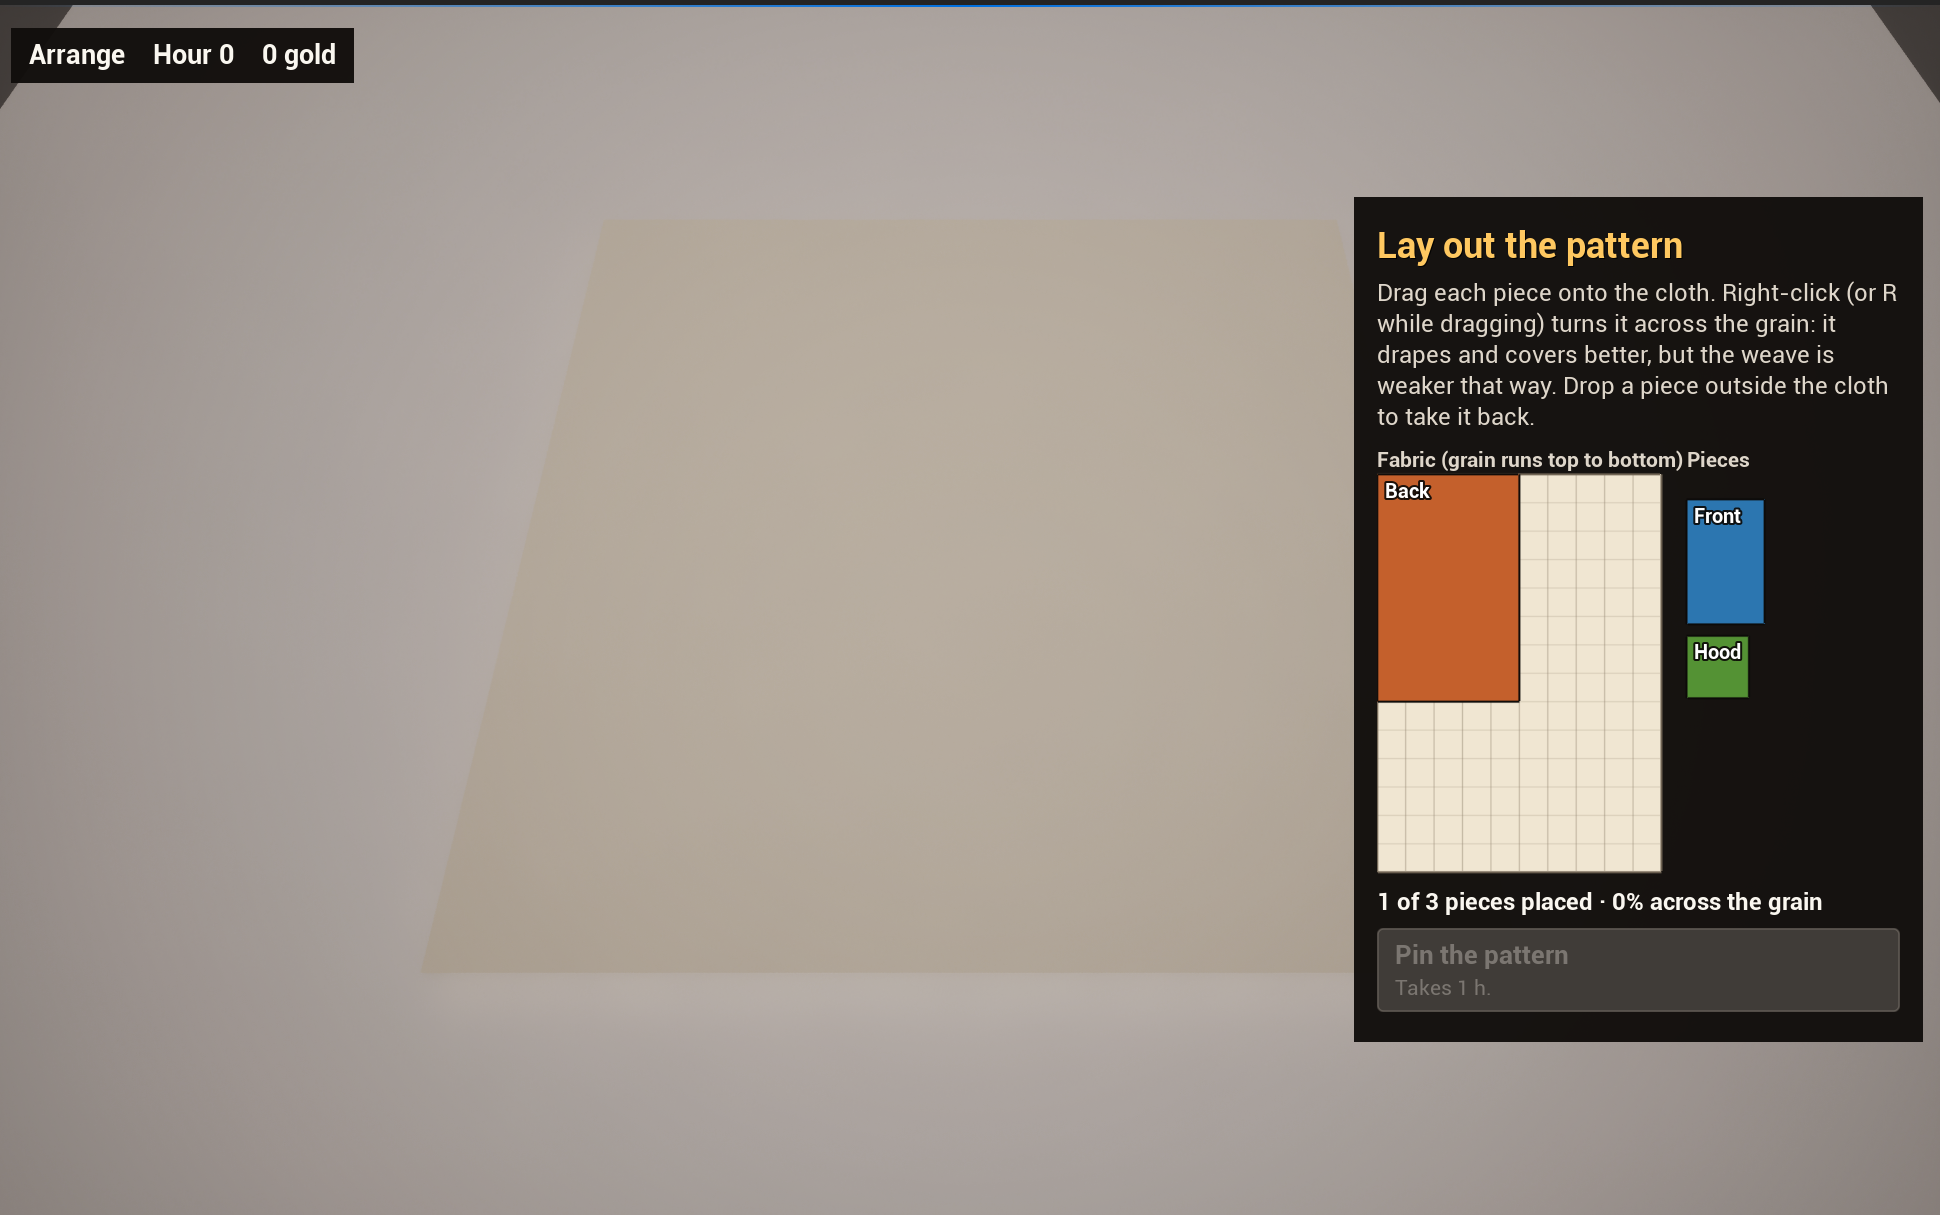 Arrange Hour 0 0 gold
Lay out the pattern
Drag each piece onto the cloth. Right-click (or R
while dragging) turns it across the grain: it
drapes and covers better, but the weave is
weaker that way. Drop a piece outside the cloth
to take it back.
Fabric (grain runs top to bottom) Pieces
Back
Front
Hood
1 of 3 pieces placed · 0% across the grain
Pin the pattern
Takes 1 h.